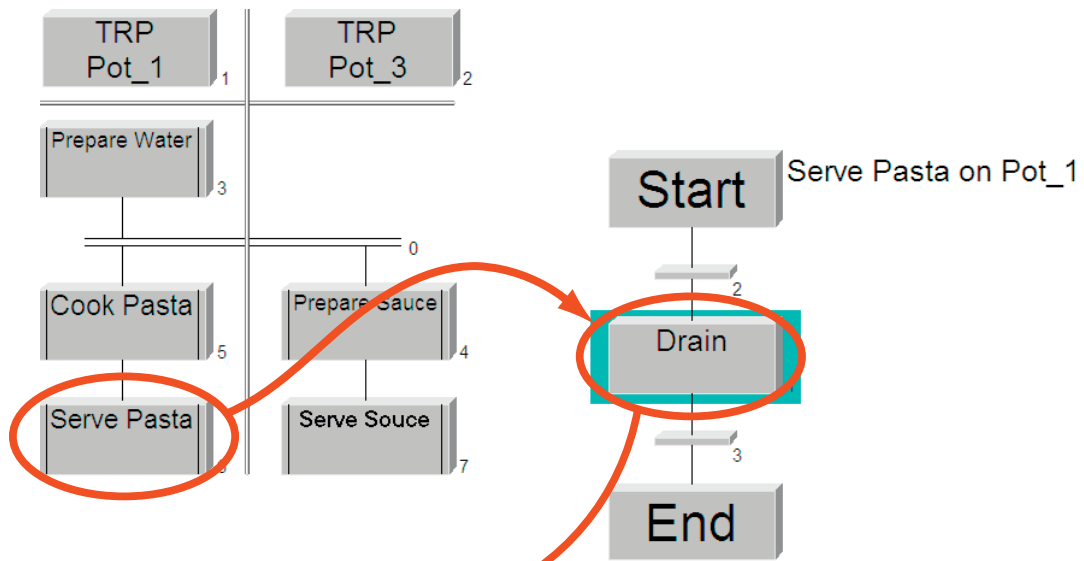 TRP
Pot_1
1
TRP
Pot_3
2
Prepare Water
3
0
Cook Pasta
5
Prepare Sauce
4
Serve Pasta
Serve Souce
7
Start
Serve Pasta on Pot_1
2
Drain
3
End